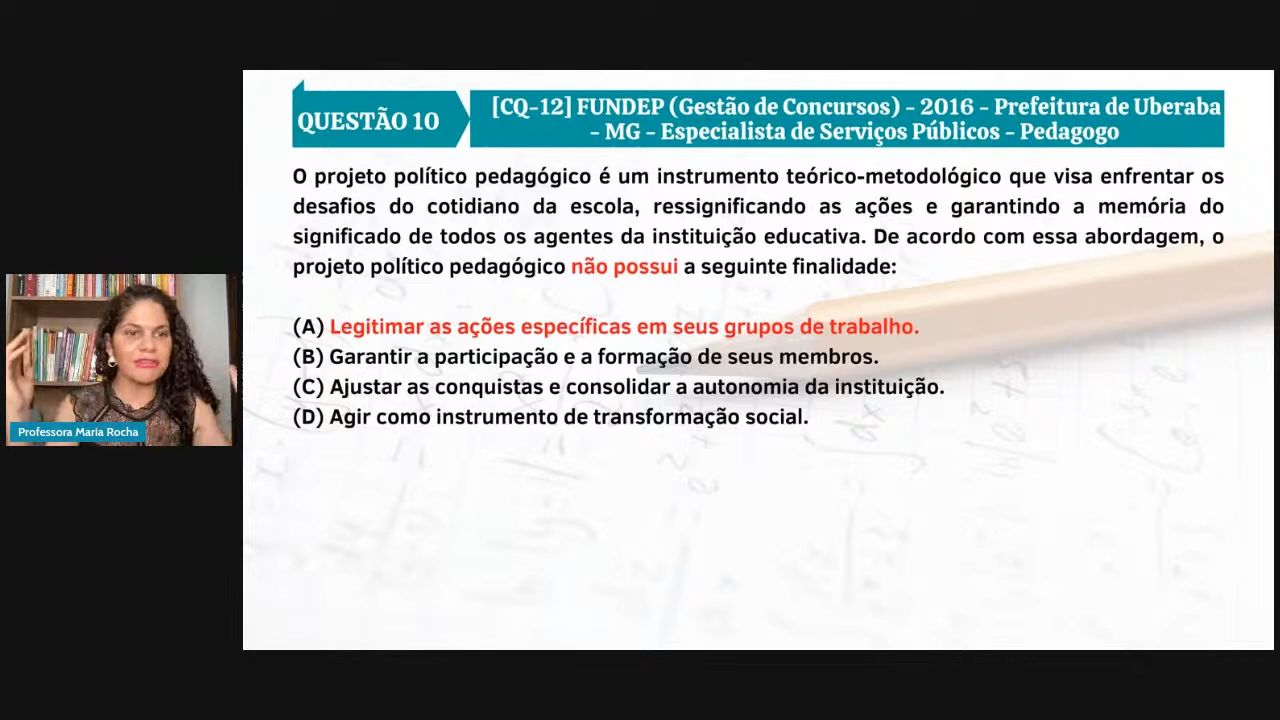 QUESTÃO 10
[CQ-12] FUNDEP (Gestão de Concursos) - 2016 - Prefeitura de Uberaba
- MG - Especialista de Serviços Públicos - Pedagogo
O projeto político pedagógico é um instrumento teórico-metodológico que visa enfrentar os
desafios do cotidiano da escola, ressignificando as ações e garantindo a memória do
significado de todos os agentes da instituição educativa. De acordo com essa abordagem, o
projeto político pedagógico não possui a seguinte finalidade:
(A) Legitimar as ações específicas em seus grupos de trabalho.
(B) Garantir a participação e a formação de seus membros.
(C) Ajustar as conquistas e consolidar a autonomia da instituição.
(D) Agir como instrumento de transformação social.
Professora Maria Rocha